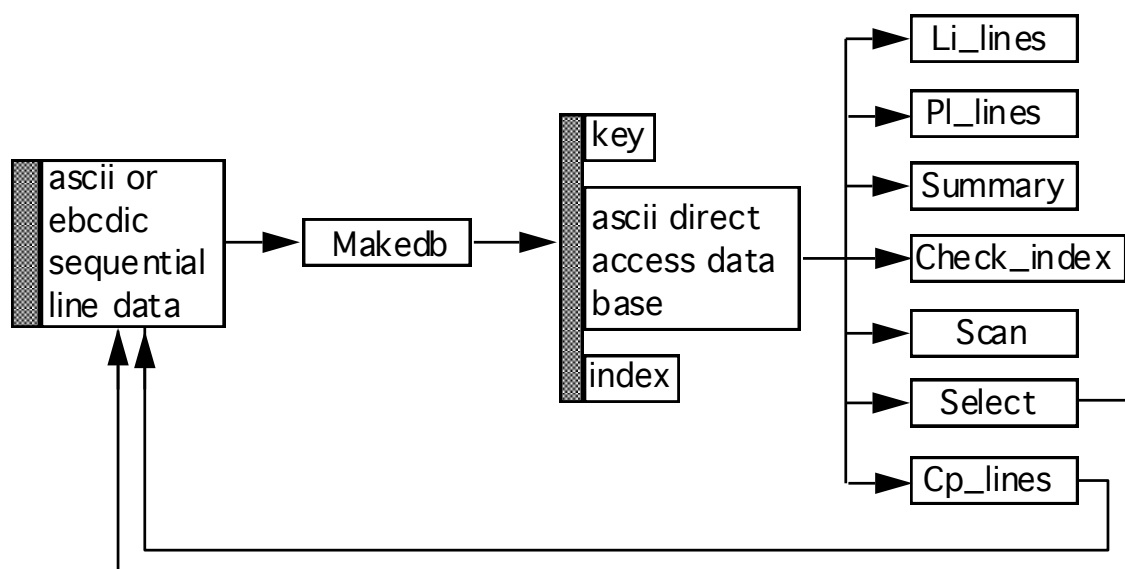 ascii or
ebcdic
sequential
line data
Makedb
key
ascii direct
access data
base
index
Li_lines
Pl_lines
Summary
Check_index
Scan
Select
Cp_lines